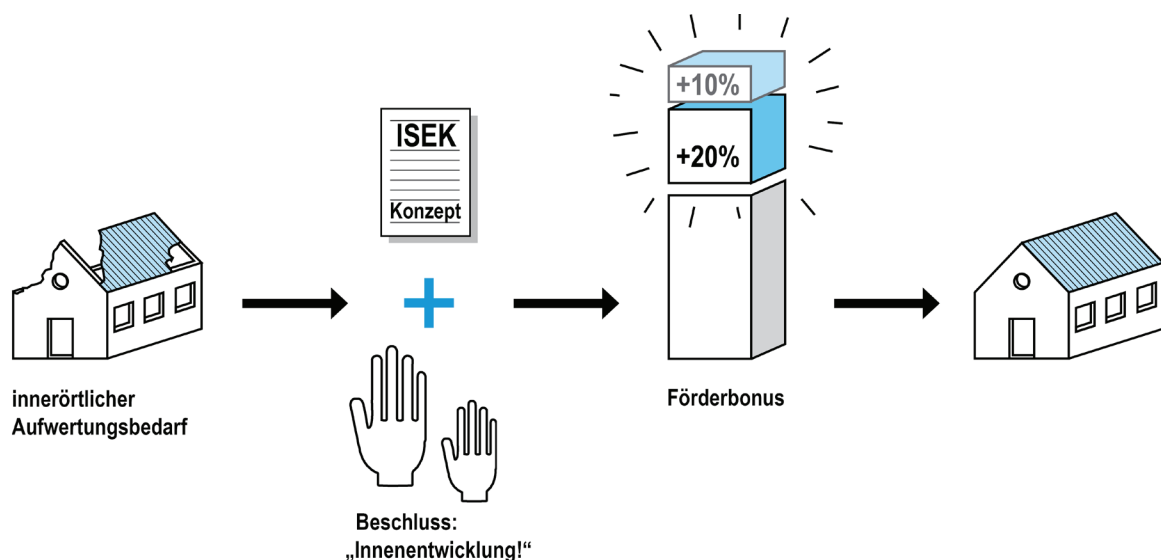 ISEK
Konzept
+10%
+20%
innerörtlicher
Aufwertungsbedarf
Förderbonus
Beschluss:
„Innenentwicklung!“